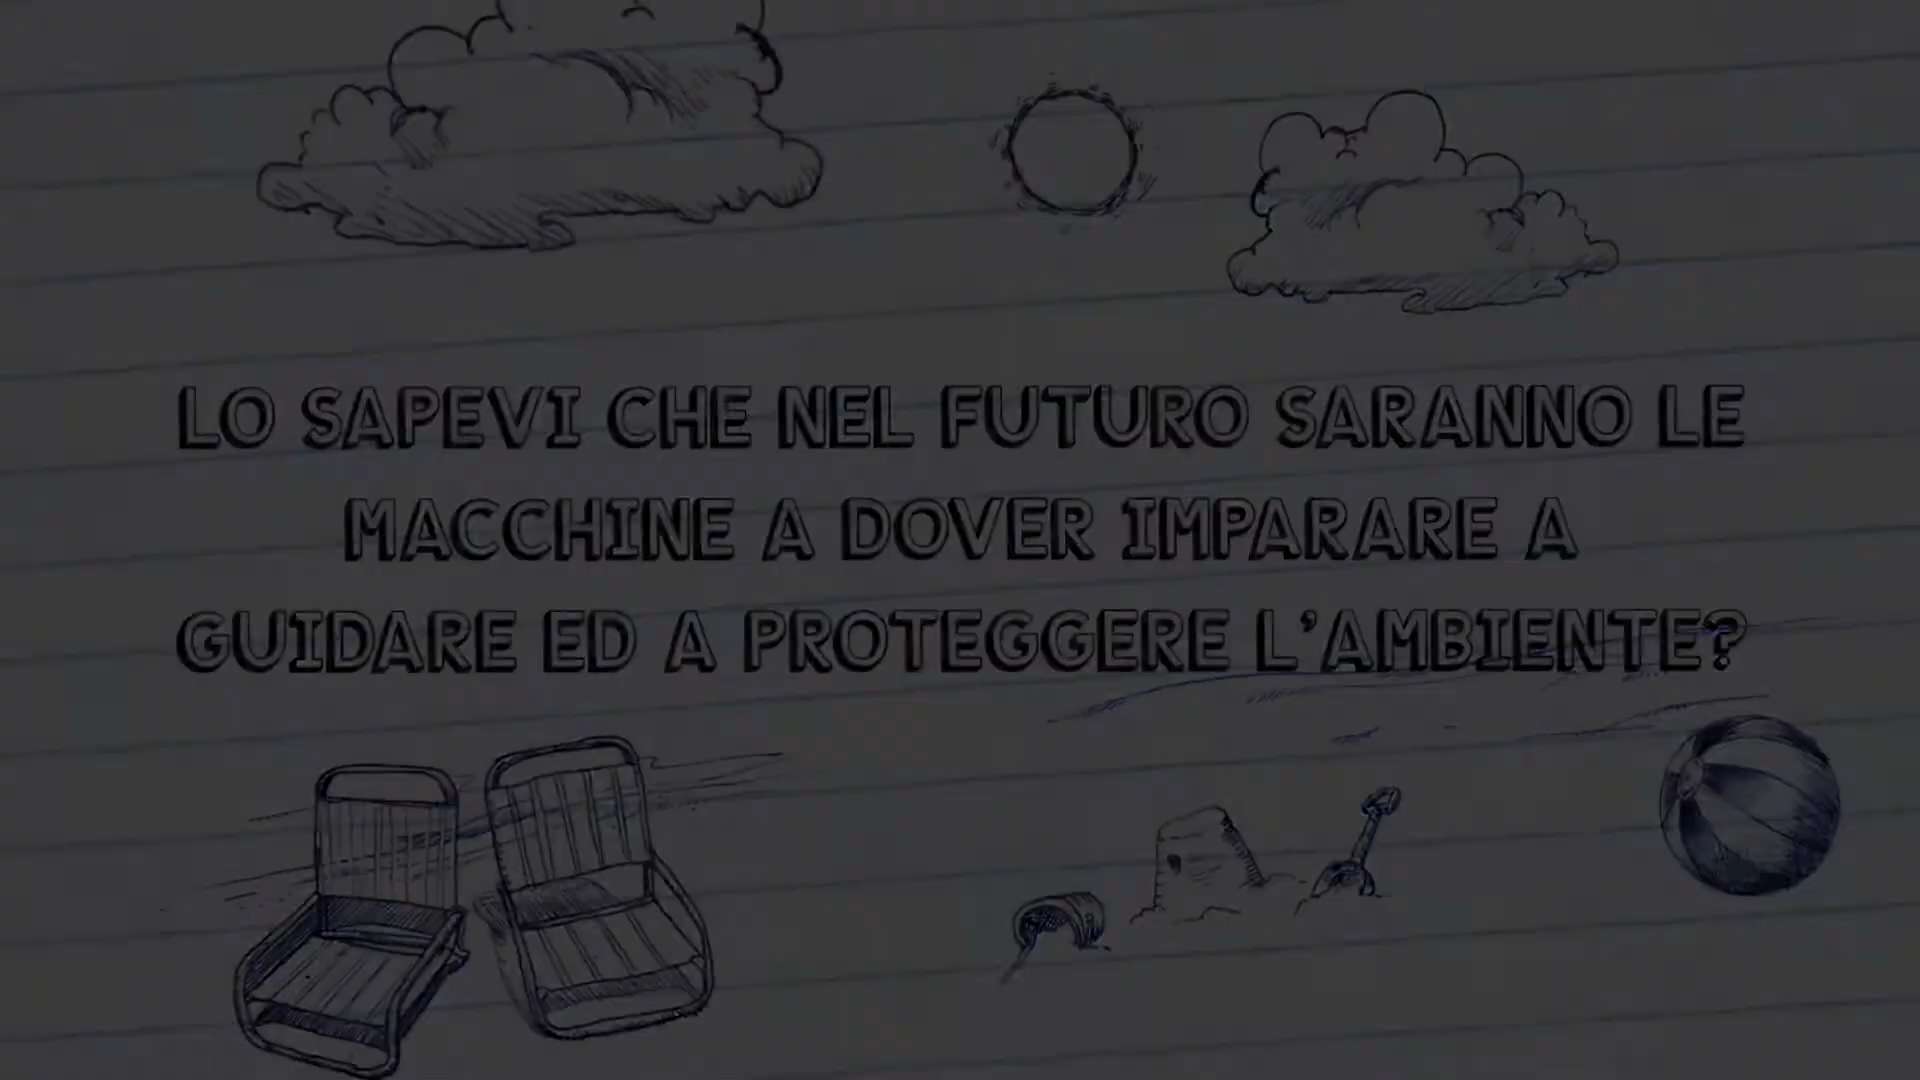 LO SAPEVI CHE NEL FUTURO SARANNO LE
MACCHINE A DOVER IMPARARE A
GUIDARE ED A PROTEGGERE L'AMBIENTE?